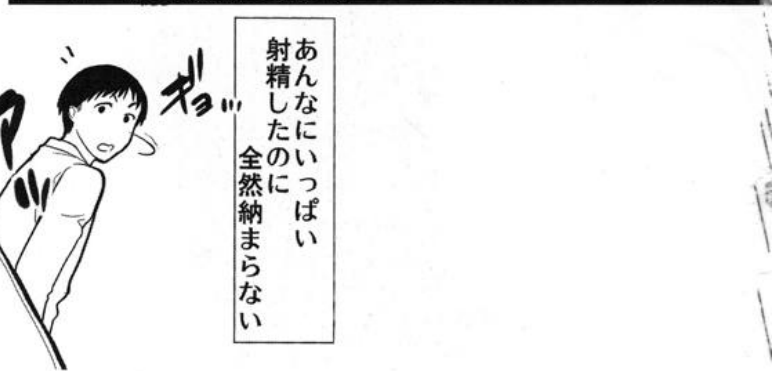 あんなにいっぱい
射精したのに
全然納まらない
ギョ…